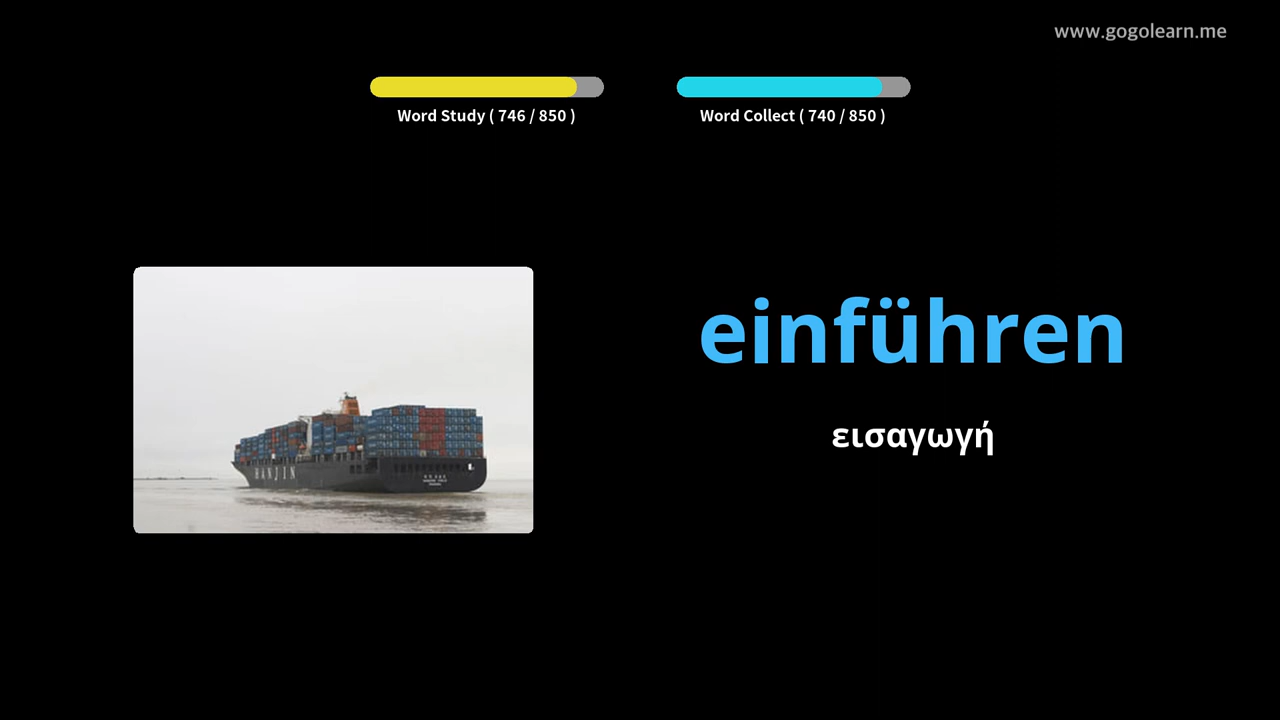 www.gogolearn.me
Word Study ( 746 / 850 )
Word Collect ( 740 / 850 )
einführen
εισαγωγή
HANJIN